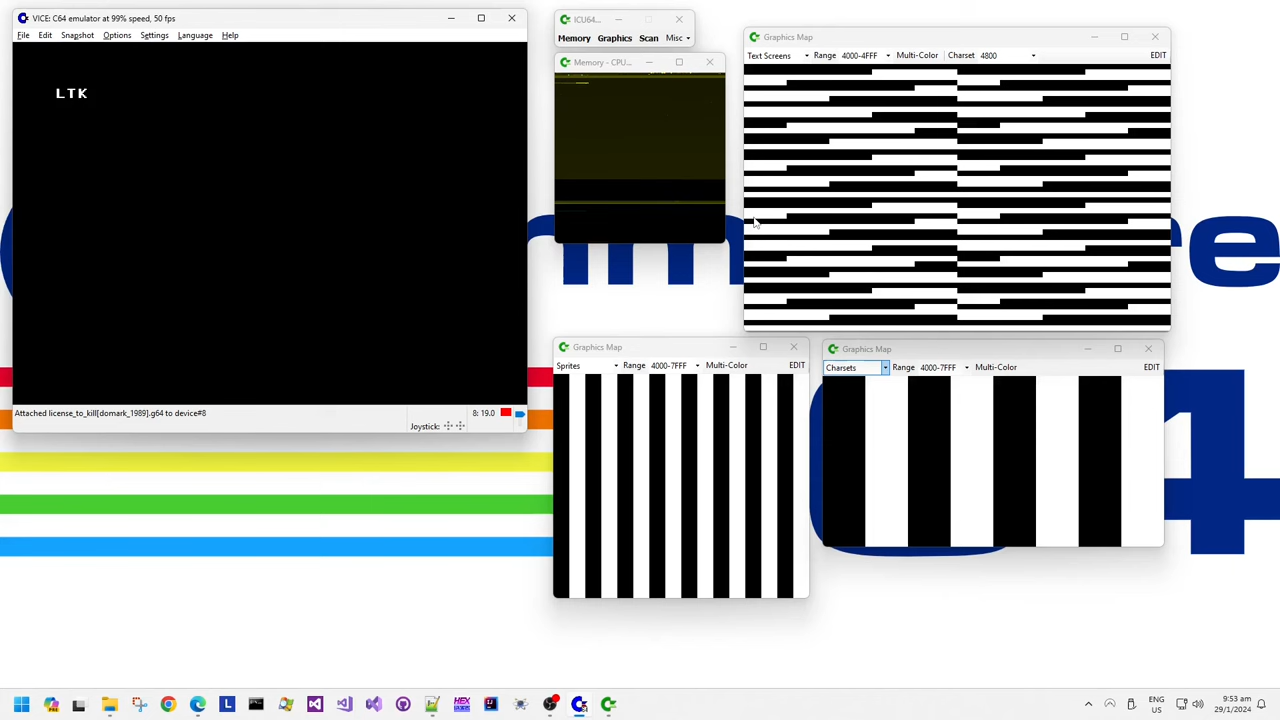 VICE: C64 emulator at 99% speed, 50 fps
File Edit Snapshot Options Settings Language Help
LTK
Attached license_to_kill[domark_1989].g64 to device#8
8: 19.0
Joystick:
ICU64...
Memory Graphics Scan Misc
Memory - CPU...
Graphics Map
Text Screens Range 4000-4FFF Multi-Color Charset 4800 EDIT
Graphics Map
Sprites Range 4000-7FFF Multi-Color EDIT
Graphics Map
Charsets Range 4000-7FFF Multi-Color EDIT
ENG
US
9:53 am
29/1/2024